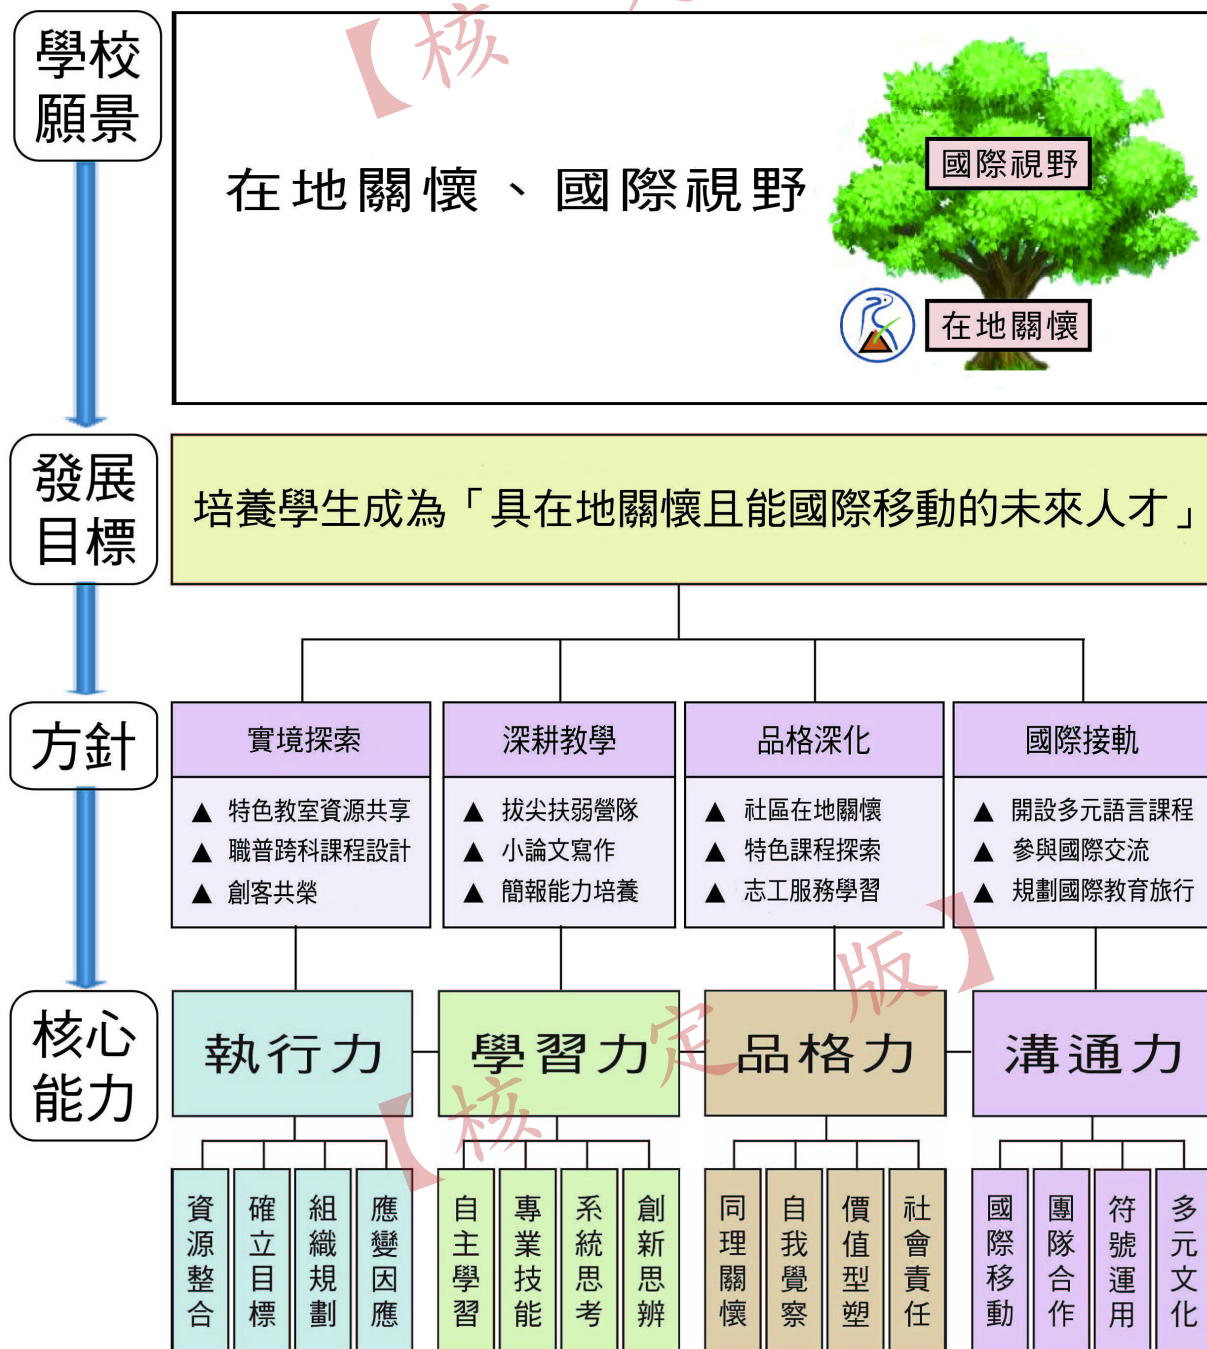 學校
願景
在地關懷、國際視野
國際視野
在地關懷
發展
目標
培養學生成為「具在地關懷且能國際移動的未來人才」
方針
實境探索
▲ 特色教室資源共享
▲ 職普跨科課程設計
▲ 創客共榮
深耕教學
▲ 拔尖扶弱營隊
▲ 小論文寫作
▲ 簡報能力培養
品格深化
▲ 社區在地關懷
▲ 特色課程探索
▲ 志工服務學習
國際接軌
▲ 開設多元語言課程
▲ 參與國際交流
▲ 規劃國際教育旅行
核心
能力
執行力
學習力
品格力
溝通力
資源整合
確立目標
組織規劃
應變因應
自主學習
專業技能
系統思考
創新思辨
同理關懷
自我覺察
價值型塑
社會責任
國際移動
團隊合作
符號運用
多元文化
【核定
【核定版】